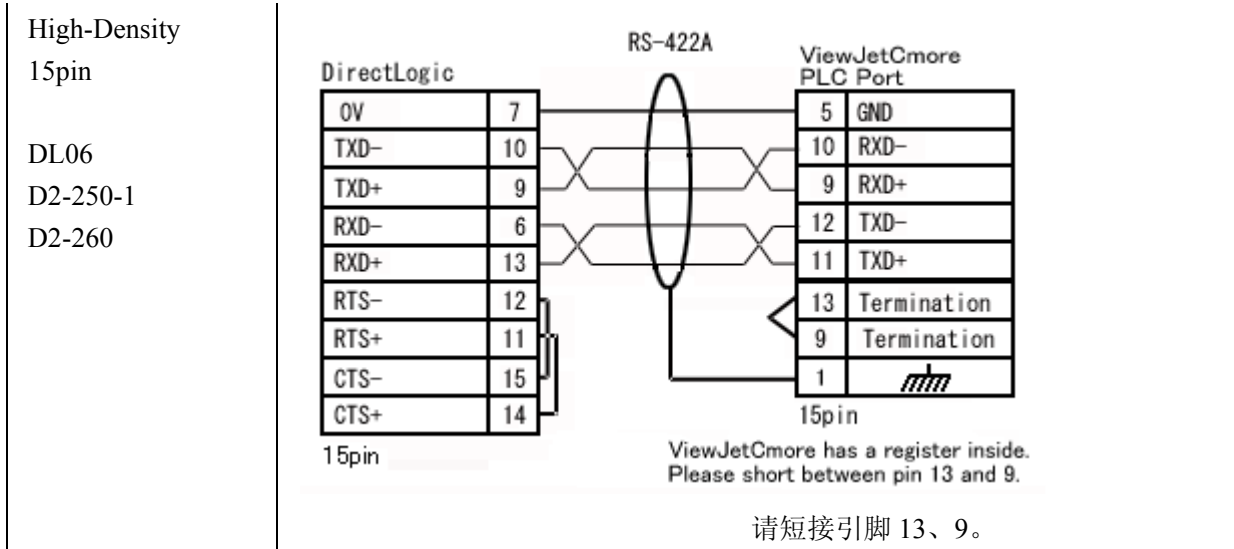 High-Density
15pin
DL06
D2-250-1
D2-260
RS-422A
DirectLogic
ViewJetCmore
PLC Port
0V 7
TXD- 10
TXD+ 9
RXD- 6
RXD+ 13
RTS- 12
RTS+ 11
CTS- 15
CTS+ 14
15pin
5 GND
10 RXD-
9 RXD+
12 TXD-
11 TXD+
13 Termination
9 Termination
1
15pin
ViewJetCmore has a register inside.
Please short between pin 13 and 9.
请短接引脚 13、9。